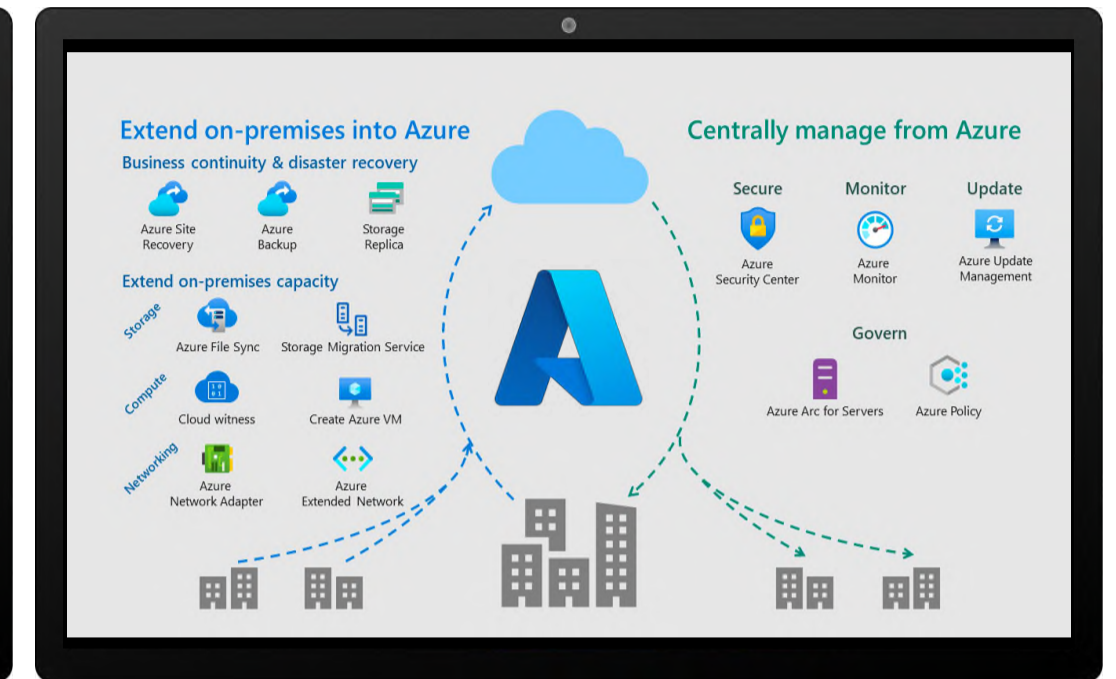 Extend on-premises into Azure
Business continuity & disaster recovery
Azure Site
Recovery
Azure
Backup
Storage
Replica
Extend on-premises capacity
Storage
Azure File Sync
Storage Migration Service
Compute
Cloud witness
Create Azure VM
Networking
Azure
Network Adapter
Azure
Extended Network
Centrally manage from Azure
Secure
Monitor
Update
Azure
Security Center
Azure
Monitor
Azure Update
Management
Govern
Azure Arc for Servers
Azure Policy